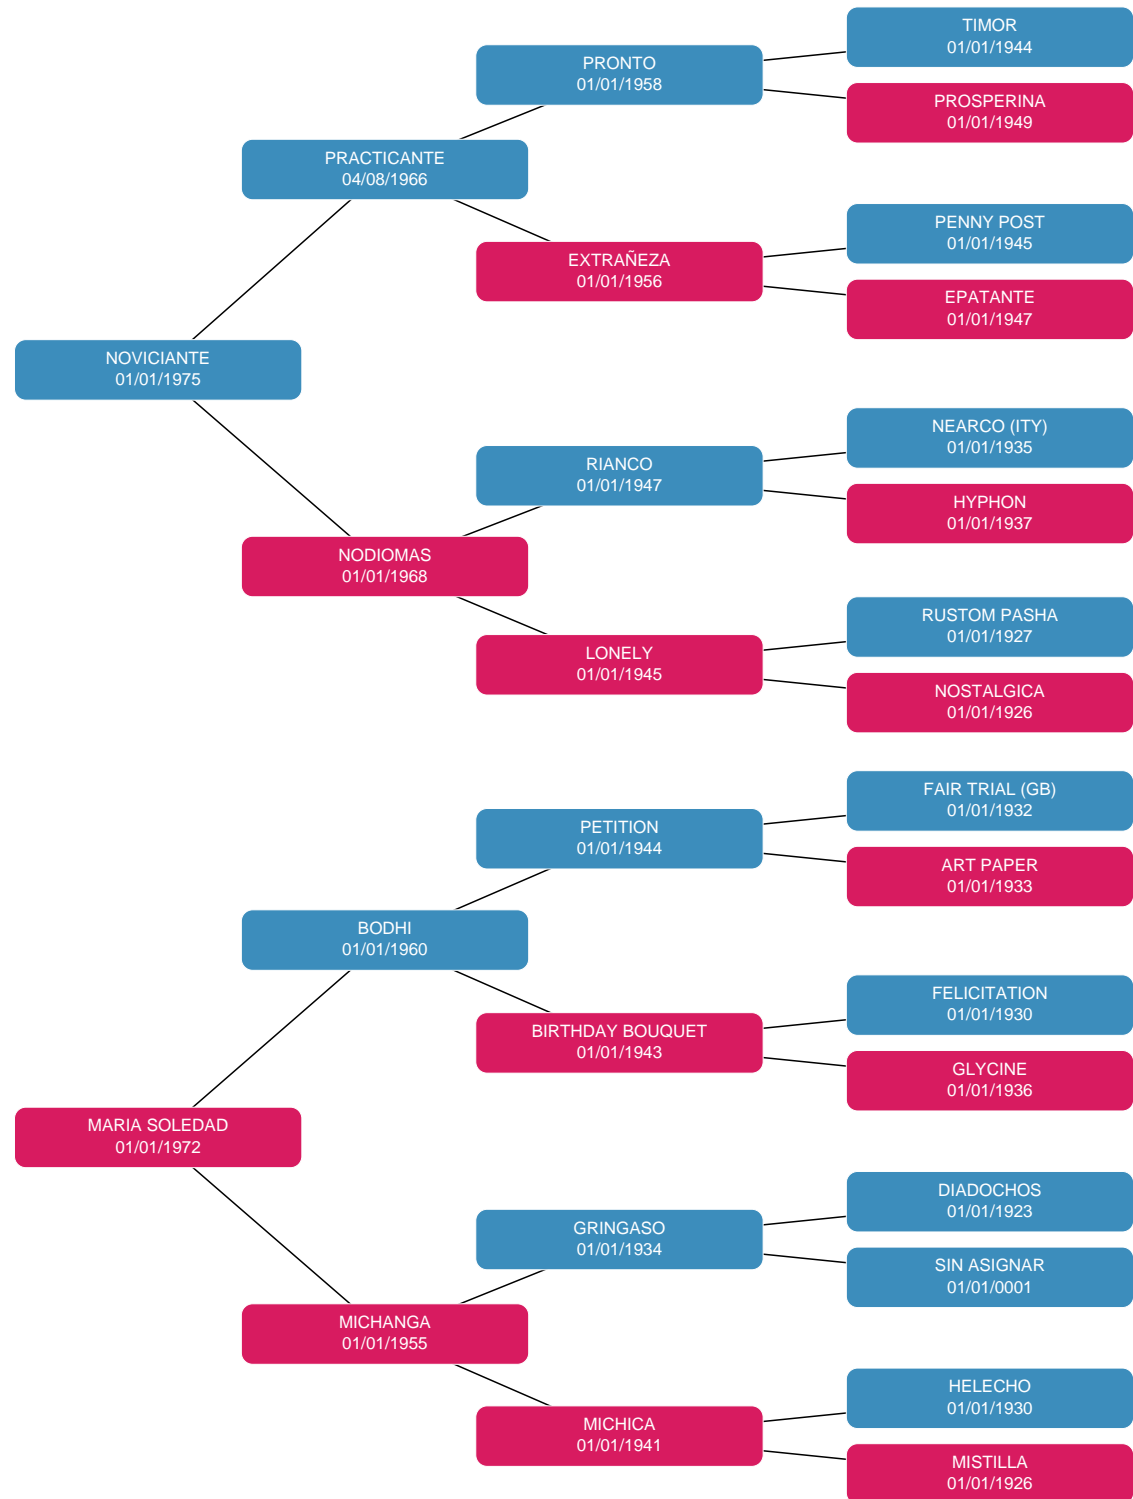 TIMOR
01/01/1944
PRONTO
01/01/1958
PROSPERINA
01/01/1949
PRACTICANTE
04/08/1966
PENNY POST
01/01/1945
EXTRAÑEZA
01/01/1956
EPATANTE
01/01/1947
NOVICIANTE
01/01/1975
NEARCO (ITY)
01/01/1935
RIANCO
01/01/1947
HYPHON
01/01/1937
NODIOMAS
01/01/1968
RUSTOM PASHA
01/01/1927
LONELY
01/01/1945
NOSTALGICA
01/01/1926
FAIR TRIAL (GB)
01/01/1932
PETITION
01/01/1944
ART PAPER
01/01/1933
BODHI
01/01/1960
FELICITATION
01/01/1930
BIRTHDAY BOUQUET
01/01/1943
GLYCINE
01/01/1936
MARIA SOLEDAD
01/01/1972
DIADOCHOS
01/01/1923
GRINGASO
01/01/1934
SIN ASIGNAR
01/01/0001
MICHANGA
01/01/1955
HELECHO
01/01/1930
MICHICA
01/01/1941
MISTILLA
01/01/1926